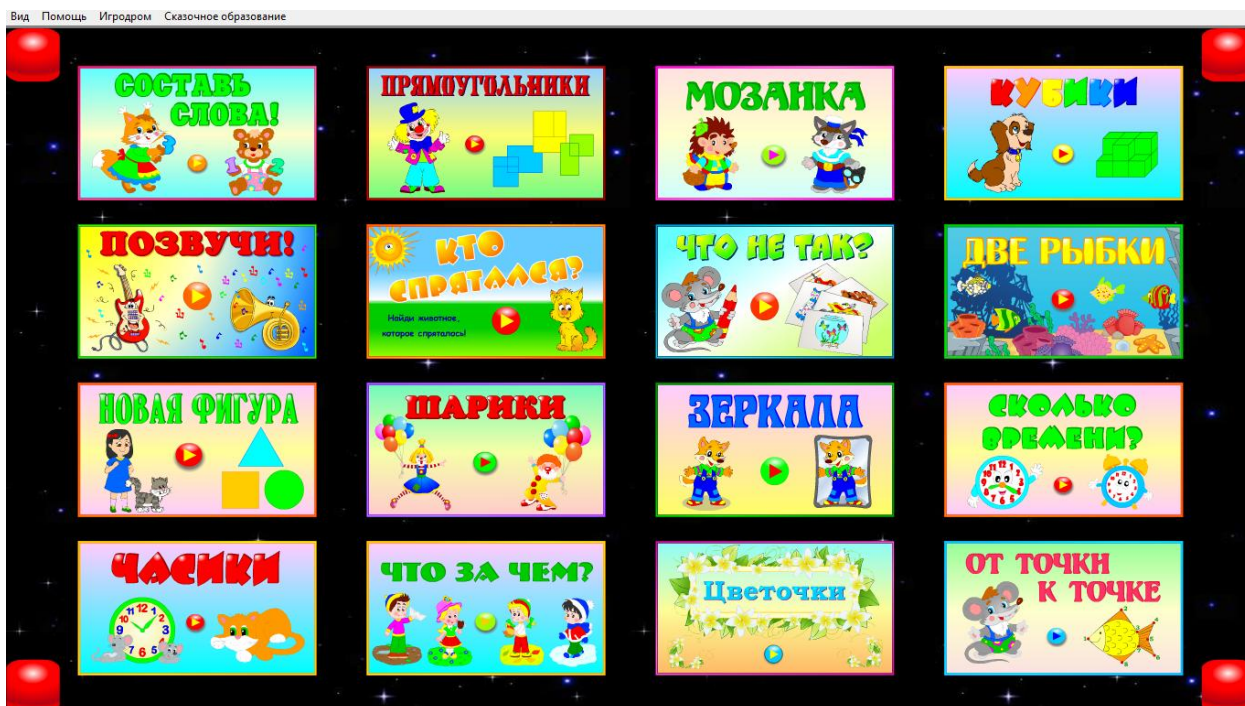 Вид Помощь Игродром Сказочное образование
СОСТАВЬ
СЛОВА!
ПРЯМОУГОЛЬНИКИ
МОЗАИКА
КУБИКИ
ПОЗВУЧИ!
КТО
СПРЯТАЛСЯ?
Найди животное,
которое спряталось!
ЧТО НЕ ТАК?
ДВЕ РЫБКИ
НОВАЯ ФИГУРА
ШАРИКИ
ЗЕРКАЛА
СКОЛЬКО
ВРЕМЕНИ?
ЧАСИКИ
ЧТО ЗА ЧЕМ?
Цветочки
ОТ ТОЧКИ
К ТОЧКЕ